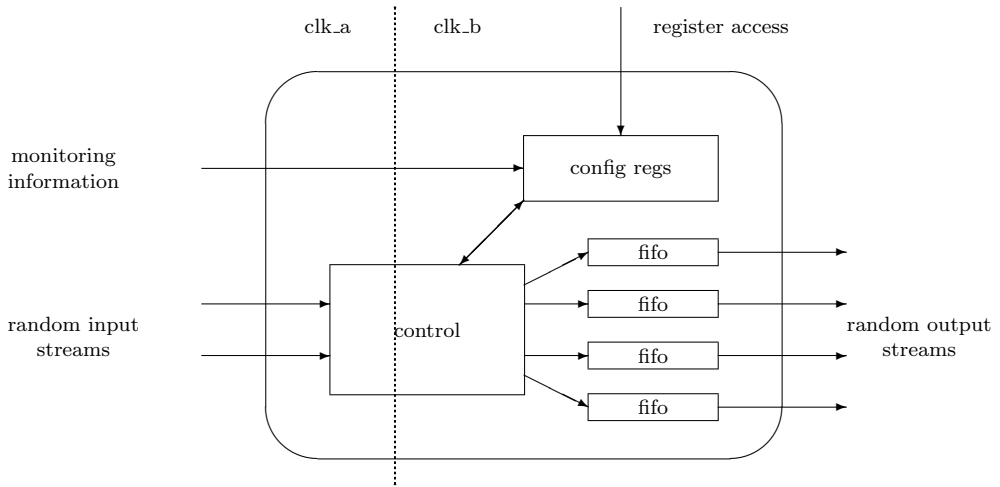 clk_a
clk_b
register access
monitoring
information
config regs
fifo
fifo
random input
streams
control
random output
streams
fifo
fifo